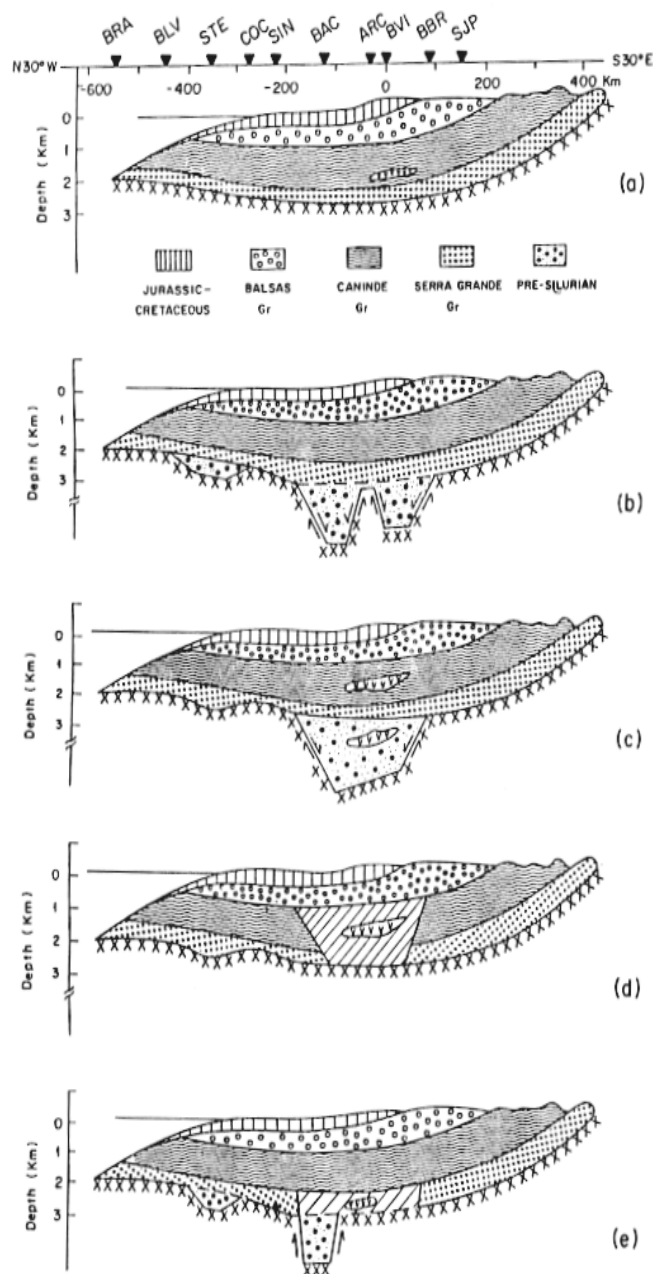 BRA BLV STE COC SIN BAC ARC BVI BBR SJP
N30°W S30°E
-600 -400 -200 0 200 400 Km
Depth (Km)
0
1
2
3
(a)
JURASSIC-CRETACEOUS
BALSAS Gr
CANINDE Gr
SERRA GRANDE Gr
PRE-SILURIAN
Depth (Km)
0
1
2
3
(b)
Depth (Km)
0
1
2
3
(c)
Depth (Km)
0
1
2
3
(d)
Depth (Km)
0
1
2
3
(e)